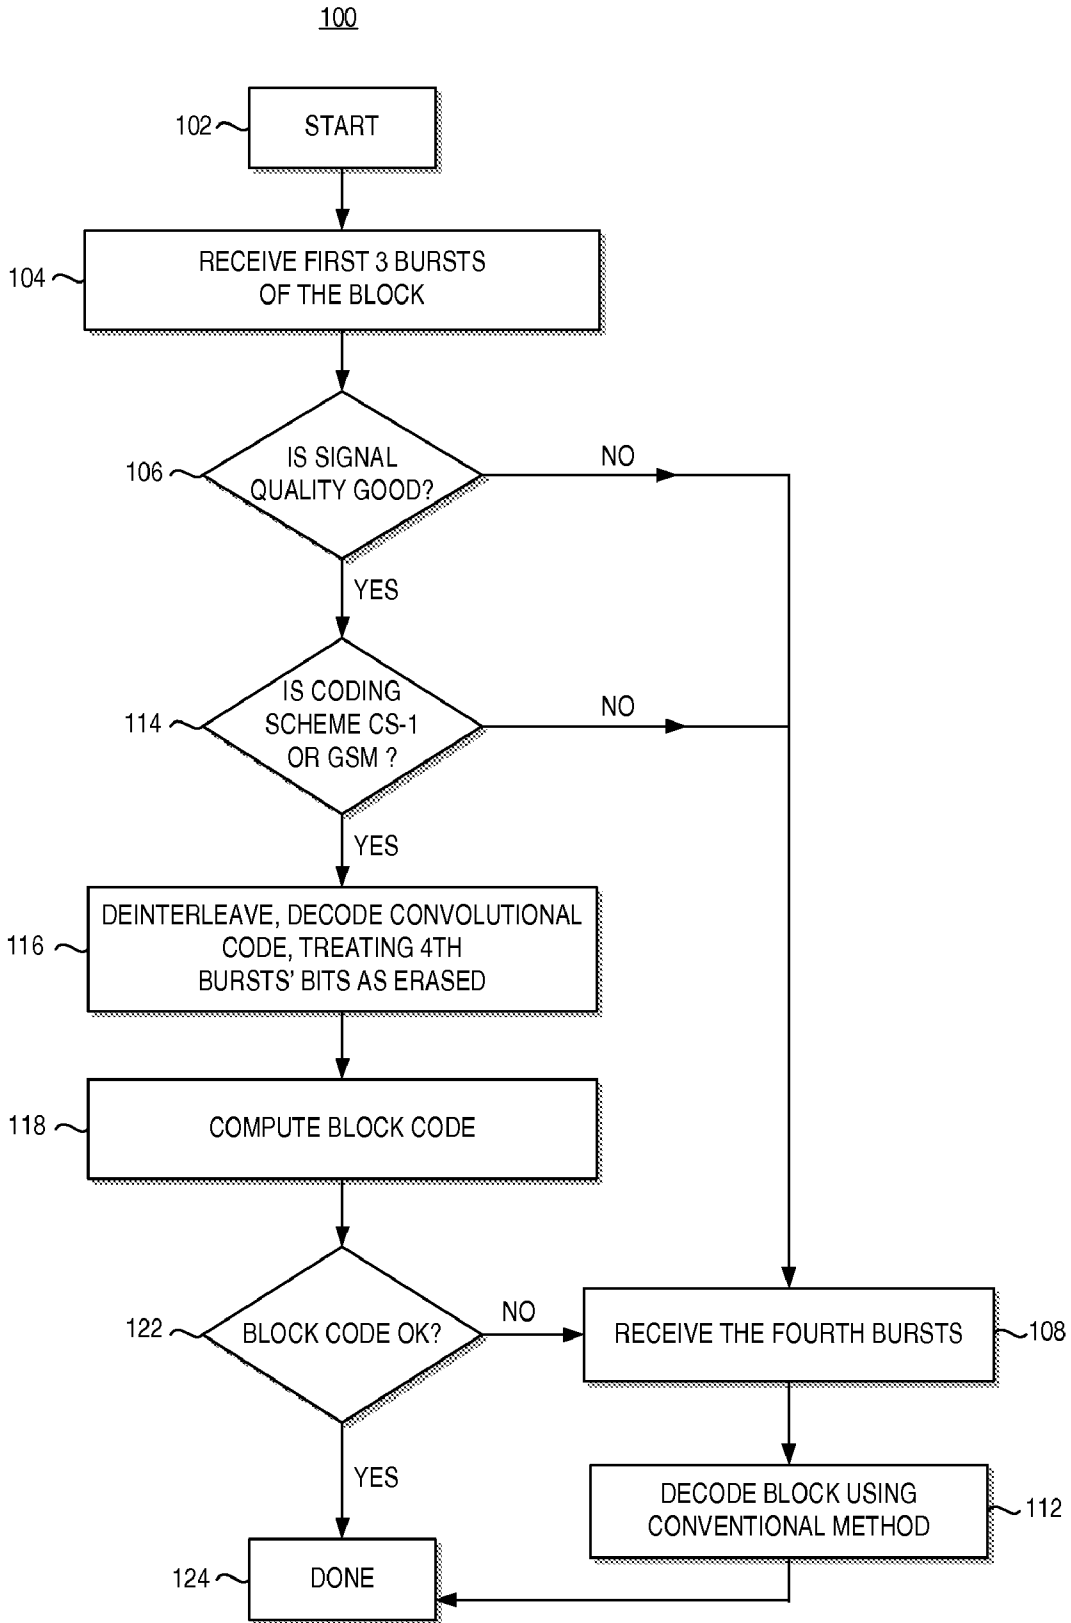 100
102
START
104
RECEIVE FIRST 3 BURSTS
OF THE BLOCK
106
IS SIGNAL
QUALITY GOOD?
NO
YES
114
IS CODING
SCHEME CS-1
OR GSM ?
NO
YES
116
DEINTERLEAVE, DECODE CONVOLUTIONAL
CODE, TREATING 4TH
BURSTS' BITS AS ERASED
118
COMPUTE BLOCK CODE
122
BLOCK CODE OK?
NO
RECEIVE THE FOURTH BURSTS
108
YES
DECODE BLOCK USING
CONVENTIONAL METHOD
112
124
DONE